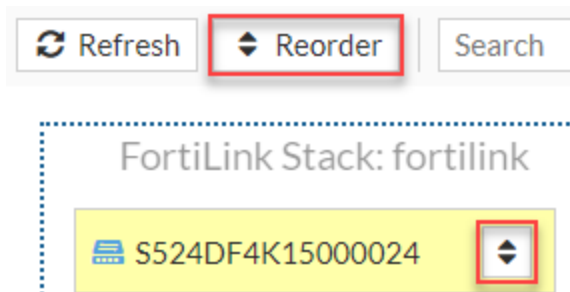 Refresh Reorder Search
FortiLink Stack: fortilink
S524DF4K15000024